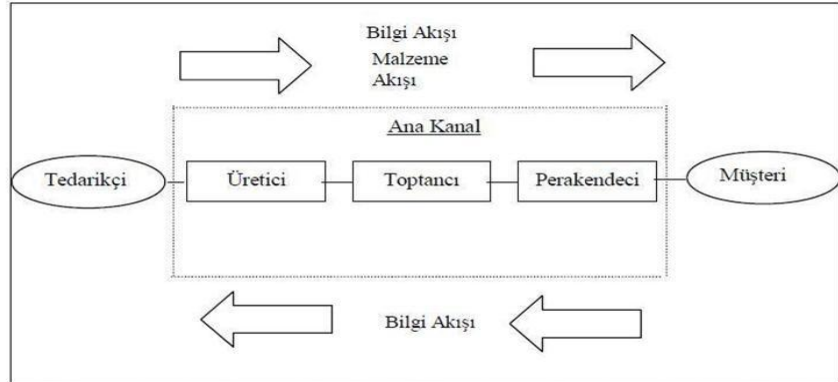 Bilgi Akışı
Malzeme
Akışı
Ana Kanal
Tedarikçi
Üretici
Toptancı
Perakendeci
Müşteri
Bilgi Akışı